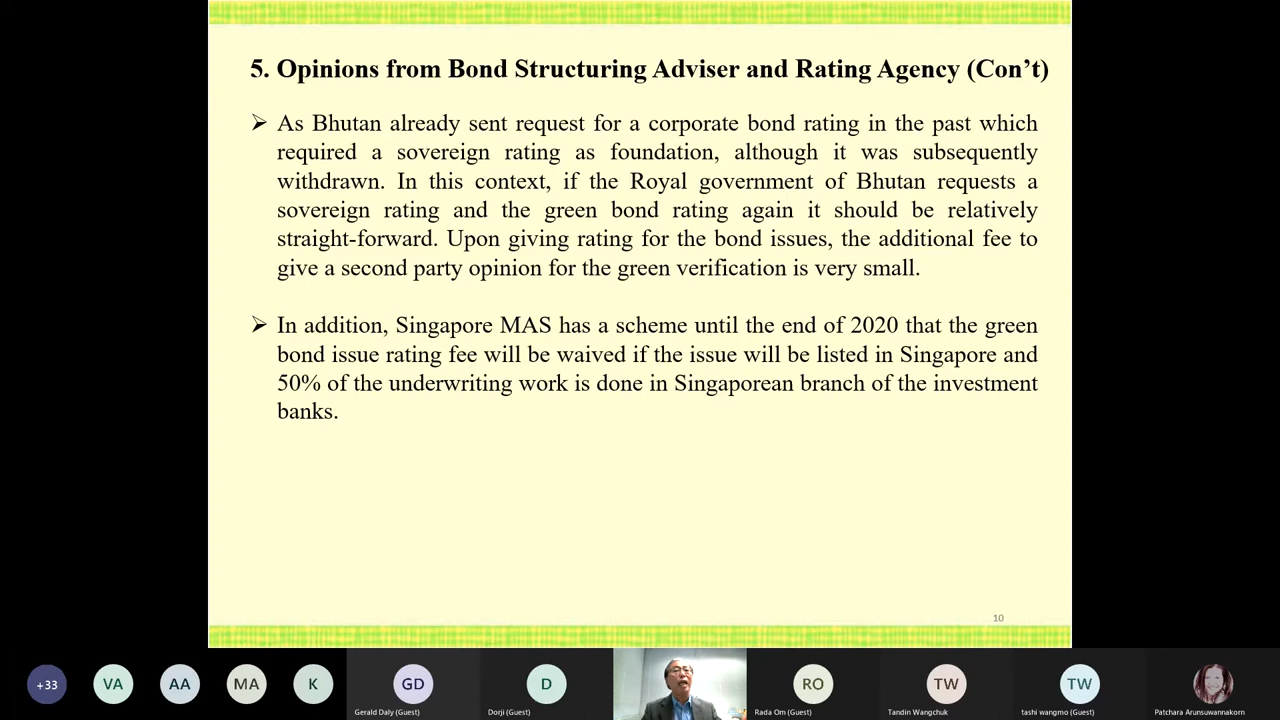 5. Opinions from Bond Structuring Adviser and Rating Agency (Con’t)
➢ As Bhutan already sent request for a corporate bond rating in the past which
required a sovereign rating as foundation, although it was subsequently
withdrawn. In this context, if the Royal government of Bhutan requests a
sovereign rating and the green bond rating again it should be relatively
straight-forward. Upon giving rating for the bond issues, the additional fee to
give a second party opinion for the green verification is very small.
➢ In addition, Singapore MAS has a scheme until the end of 2020 that the green
bond issue rating fee will be waived if the issue will be listed in Singapore and
50% of the underwriting work is done in Singaporean branch of the investment
banks.
10
+33 VA AA MA K GD D RO TW TW
Gerald Daly (Guest) Dorji (Guest) Rada Om (Guest) Tandin Wangchuk tashi wangmo (Guest) Patchara Arunsuwannakorn